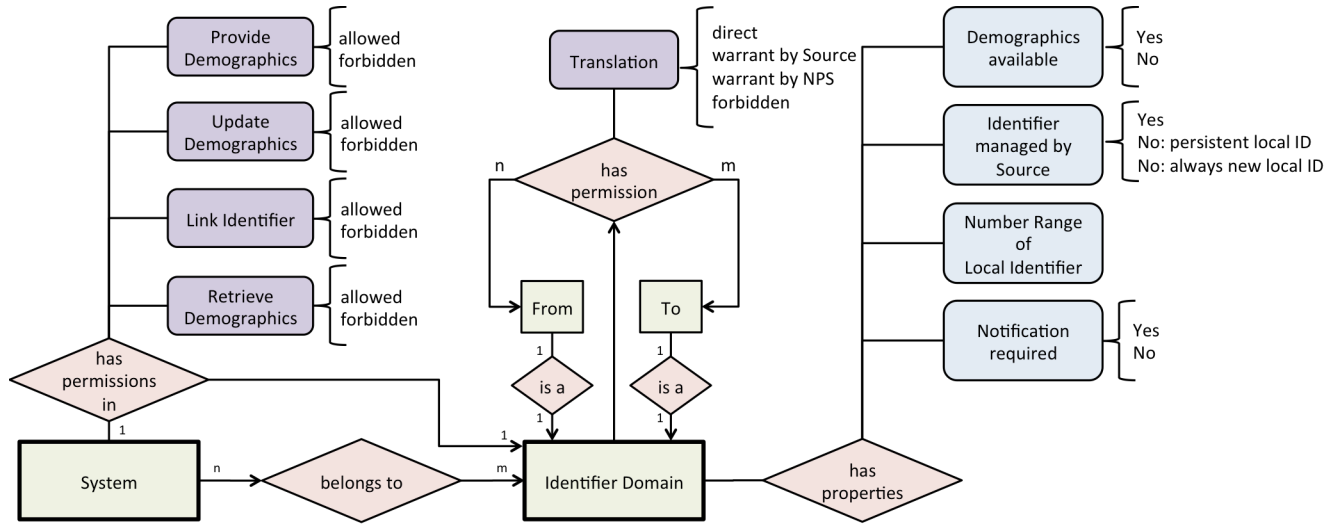 Provide
Demographics
allowed
forbidden
Update
Demographics
allowed
forbidden
Link Identifier
allowed
forbidden
Retrieve
Demographics
allowed
forbidden
has
permissions
in
1
System
n
belongs to
m
1
Translation
direct
warrant by Source
warrant by NPS
forbidden
n
has
permission
m
From
To
1
1
is a
is a
1
1
Identifier Domain
has
properties
Demographics
available
Yes
No
Identifier
managed by
Source
Yes
No: persistent local ID
No: always new local ID
Number Range
of
Local Identifier
Notification
required
Yes
No